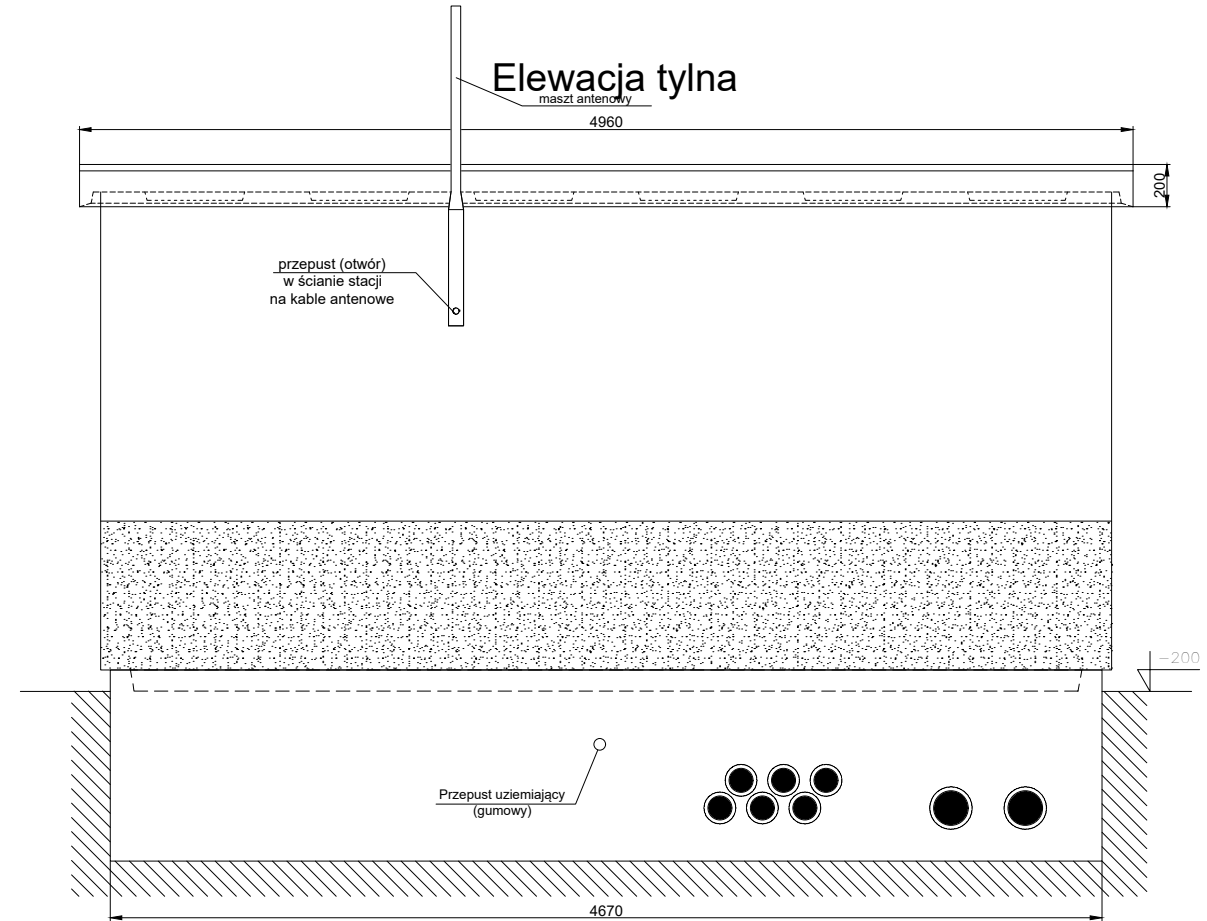 Elewacja tylna
maszt antenowy
4960
200
przepust (otwór)
w ścianie stacji
na kable antenowe
-200
Przepust uziemiający
(gumowy)
4670